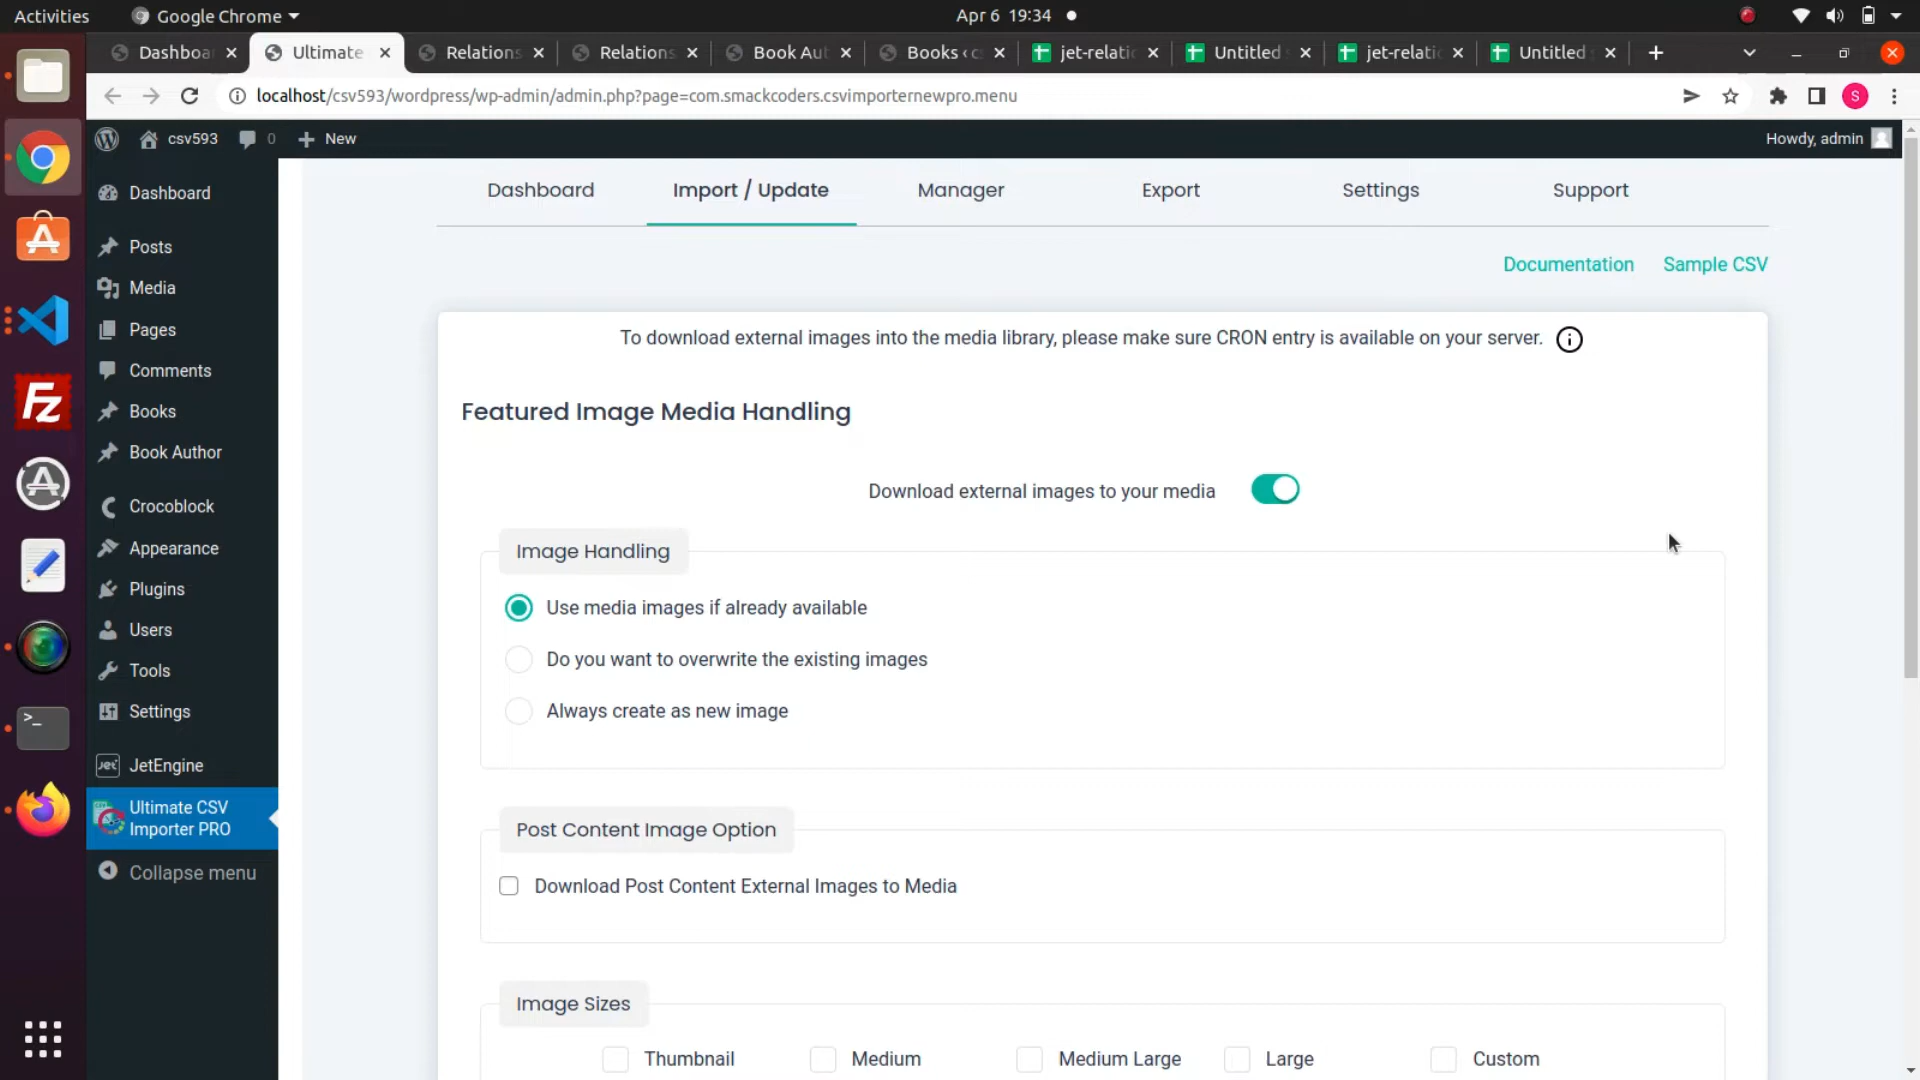 Activities
Google Chrome
Apr 6 19:34
Dashboa
Ultimate
Relations
Relations
Book Aut
Books ‹ c
jet-relati
Untitled
jet-relati
Untitled
localhost/csv593/wordpress/wp-admin/admin.php?page=com.smackcoders.csvimporternewpro.menu
S
csv593
0
New
Howdy, admin
Dashboard
Posts
Media
Pages
Comments
Books
Book Author
Crocoblock
Appearance
Plugins
Users
Tools
Settings
JetEngine
Ultimate CSV
Importer PRO
Collapse menu
Dashboard
Import / Update
Manager
Export
Settings
Support
Documentation
Sample CSV
To download external images into the media library, please make sure CRON entry is available on your server.
Featured Image Media Handling
Download external images to your media
Image Handling
Use media images if already available
Do you want to overwrite the existing images
Always create as new image
Post Content Image Option
Download Post Content External Images to Media
Image Sizes
Thumbnail
Medium
Medium Large
Large
Custom